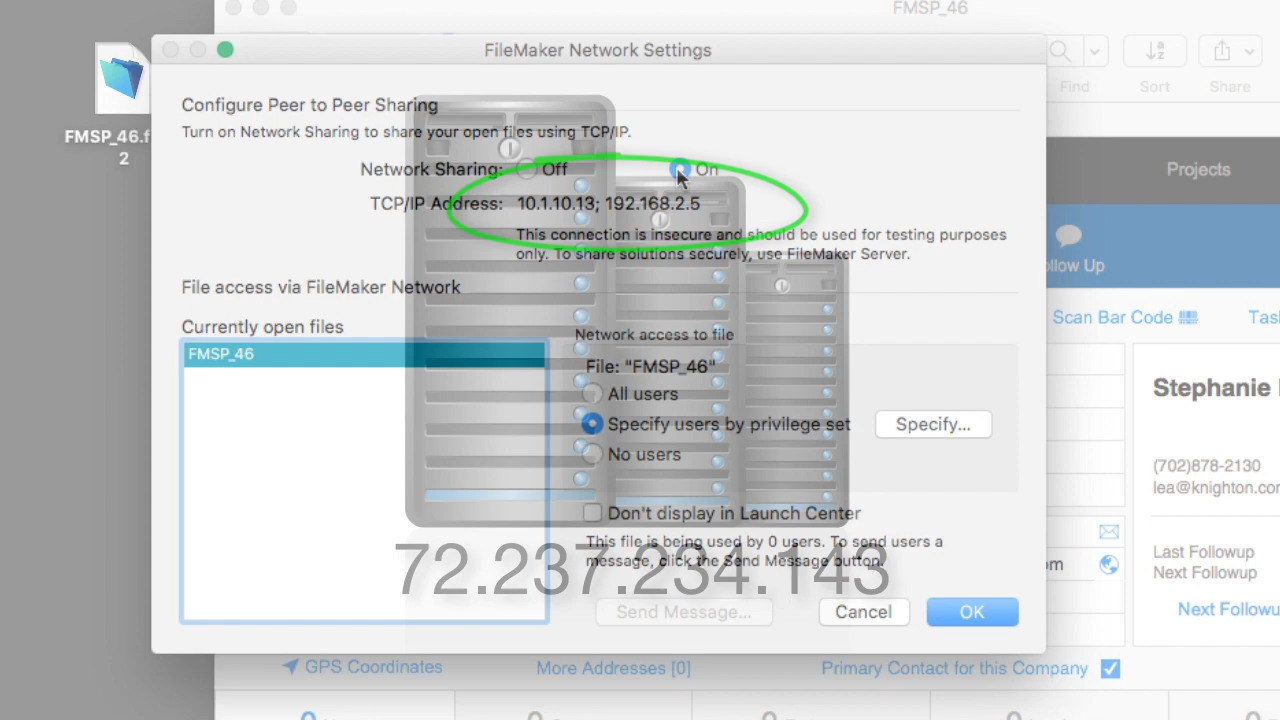 FMSP_46
FileMaker Network Settings
Find
Sort
Share
FMSP_46.f
2
Configure Peer to Peer Sharing
Turn on Network Sharing to share your open files using TCP/IP.
Network Sharing: Off On
TCP/IP Address: 10.1.10.13; 192.168.2.5
This connection is insecure and should be used for testing purposes
only. To share solutions securely, use FileMaker Server.
File access via FileMaker Network
Currently open files
FMSP_46
Network access to file
File: "FMSP_46"
All users
Specify users by privilege set
Specify...
No users
Don't display in Launch Center
This file is being used by 0 users. To send users a
message, click the Send Message button.
72.237.234.143
Send Message...
Cancel
OK
Projects
ollow Up
Scan Bar Code
Tas
Stephanie
(702)878-2130
lea@knighton.co
om
Last Followup
Next Followup
Next Followu
GPS Coordinates
More Addresses [0]
Primary Contact for this Company